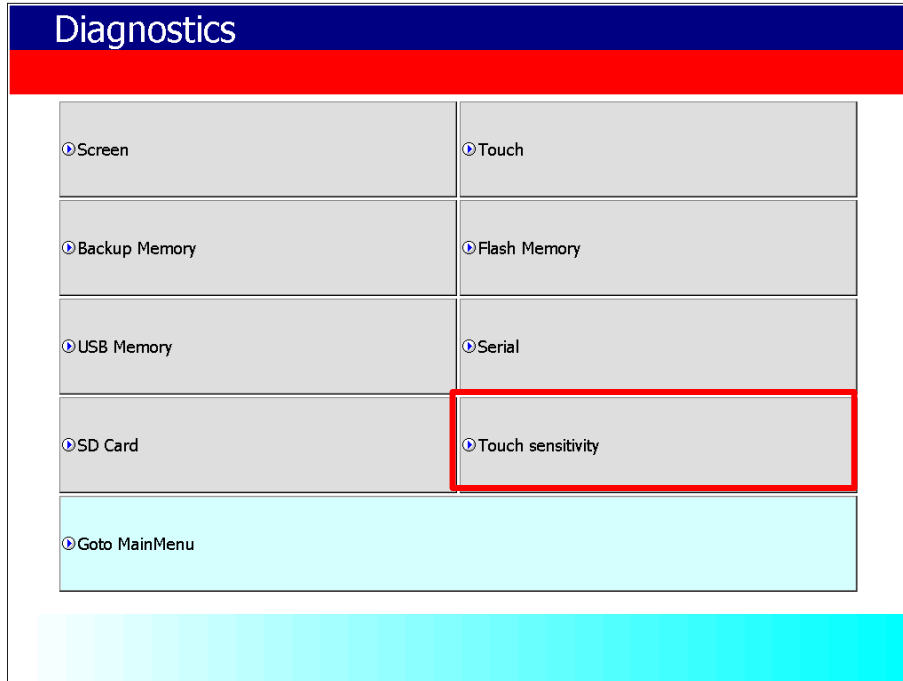 Diagnostics
Screen
Touch
Backup Memory
Flash Memory
USB Memory
Serial
SD Card
Touch sensitivity
Goto MainMenu